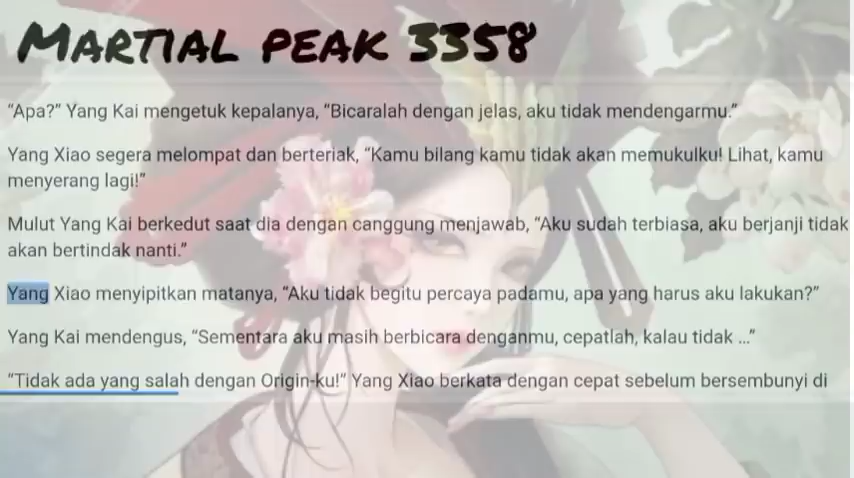 MARTIAL PEAK 3358
“Apa?” Yang Kai mengetuk kepalanya, “Bicaralah dengan jelas, aku tidak mendengarmu.”
Yang Xiao segera melompat dan berteriak, “Kamu bilang kamu tidak akan memukulku! Lihat, kamu
menyerang lagi!”
Mulut Yang Kai berkedut saat dia dengan canggung menjawab, “Aku sudah terbiasa, aku berjanji tidak
akan bertindak nanti.”
Yang Xiao menyipitkan matanya, “Aku tidak begitu percaya padamu, apa yang harus aku lakukan?”
Yang Kai mendengus, “Sementara aku masih berbicara denganmu, cepatlah, kalau tidak ...”
“Tidak ada yang salah dengan Origin-ku!” Yang Xiao berkata dengan cepat sebelum bersembunyi di